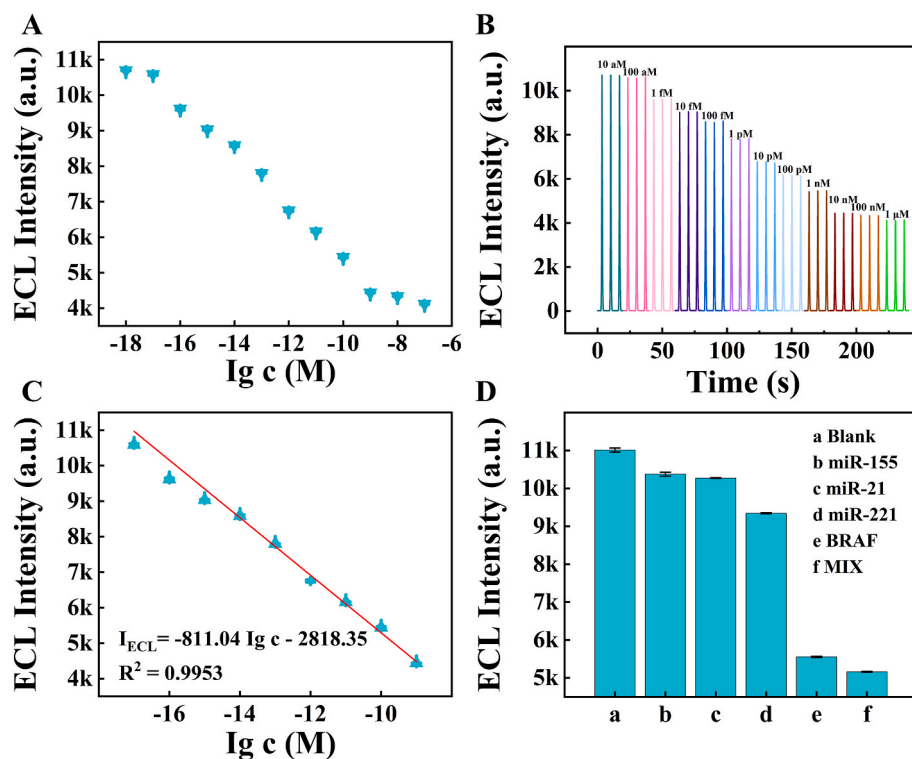 A
ECL Intensity (a.u.)
11k
10k
9k
8k
7k
6k
5k
4k
-18 -16 -14 -12 -10 -8 -6
Ig c (M)
B
ECL Intensity (a.u.)
10k
8k
6k
4k
2k
0
10 aM
100 aM
1 fM
10 fM
100 fM
1 pM
10 pM
100 pM
1 nM
10 nM
100 nM
1 μM
0 50 100 150 200
Time (s)
C
ECL Intensity (a.u.)
11k
10k
9k
8k
7k
6k
5k
4k
I_ECL= -811.04 Ig c - 2818.35
R² = 0.9953
-16 -14 -12 -10
Ig c (M)
D
ECL Intensity (a.u.)
11k
10k
9k
8k
7k
6k
5k
a Blank
b miR-155
c miR-21
d miR-221
e BRAF
f MIX
a b c d e f